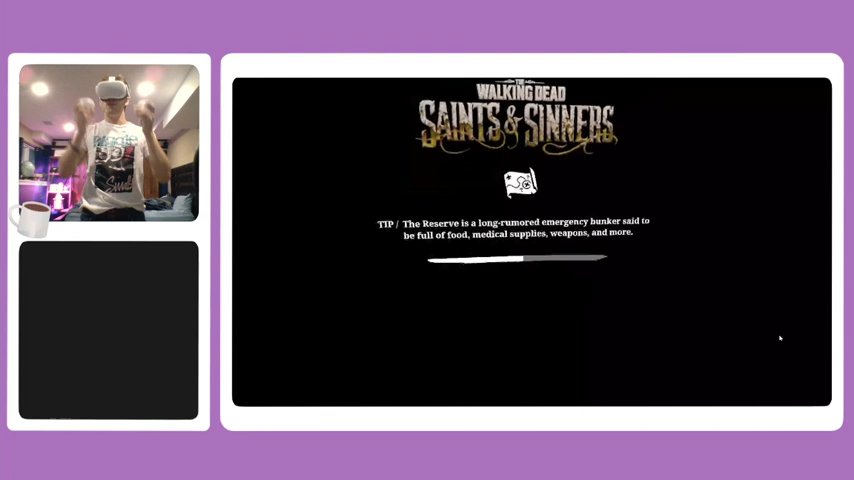 THE
WALKING DEAD
SAINTS & SINNERS
TIP / The Reserve is a long-rumored emergency bunker said to
be full of food, medical supplies, weapons, and more.